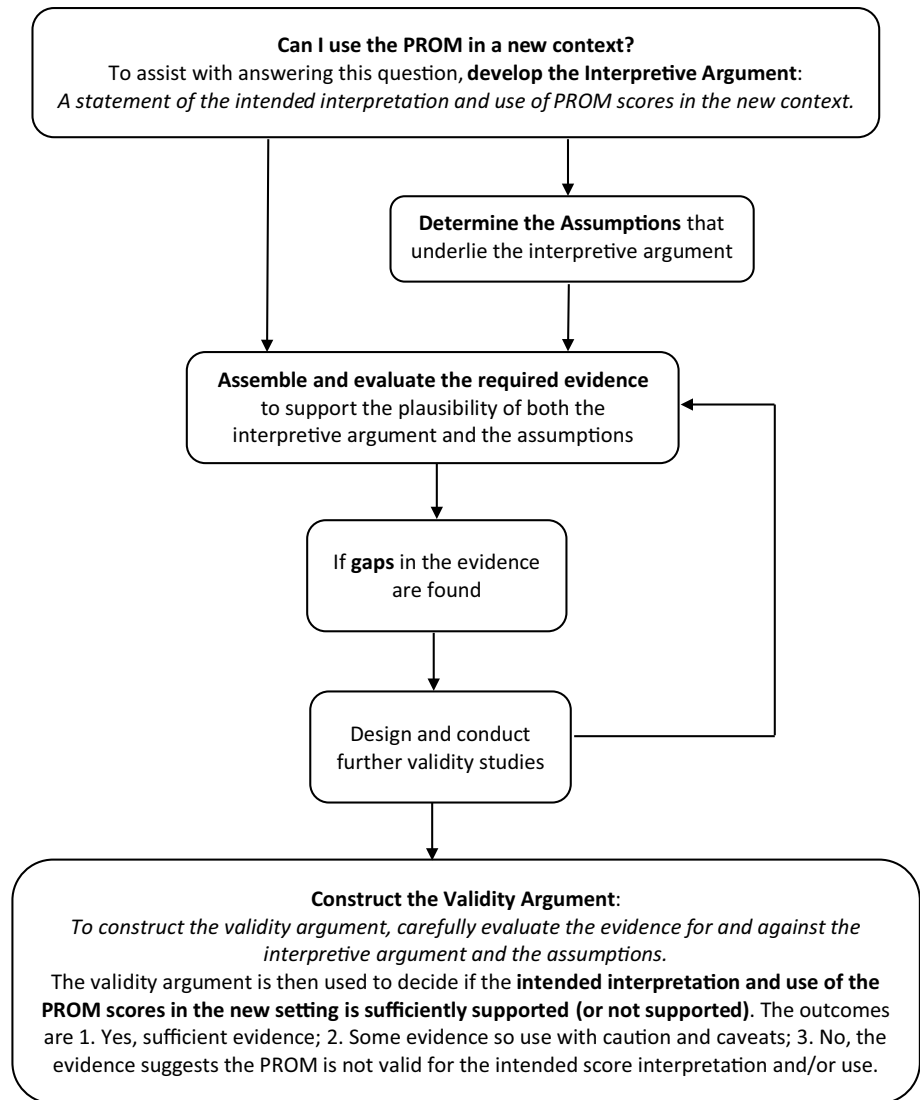 Can I use the PROM in a new context?
To assist with answering this question, develop the Interpretive Argument:
A statement of the intended interpretation and use of PROM scores in the new context.
Determine the Assumptions that
underlie the interpretive argument
Assemble and evaluate the required evidence
to support the plausibility of both the
interpretive argument and the assumptions
If gaps in the evidence
are found
Design and conduct
further validity studies
Construct the Validity Argument:
To construct the validity argument, carefully evaluate the evidence for and against the
interpretive argument and the assumptions.
The validity argument is then used to decide if the intended interpretation and use of the
PROM scores in the new setting is sufficiently supported (or not supported). The outcomes
are 1. Yes, sufficient evidence; 2. Some evidence so use with caution and caveats; 3. No, the
evidence suggests the PROM is not valid for the intended score interpretation and/or use.